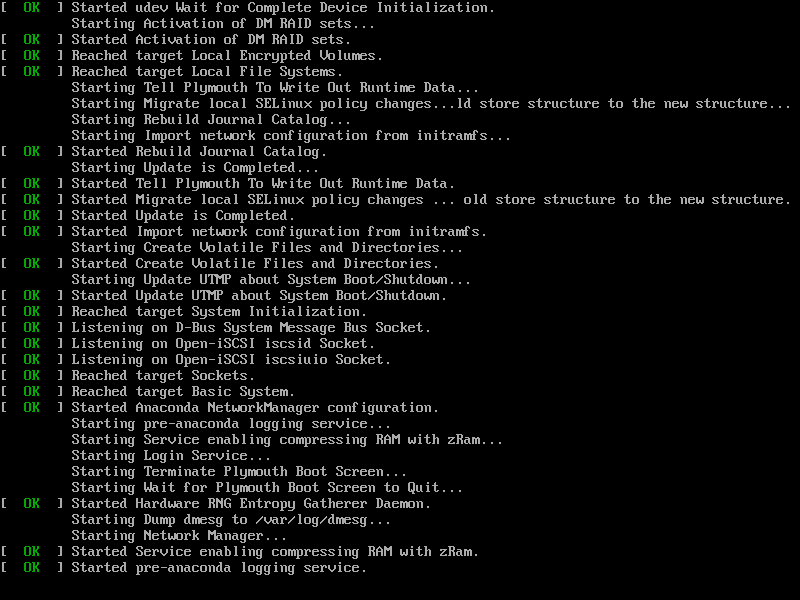 [  OK  ] Started udev Wait for Complete Device Initialization.
         Starting Activation of DM RAID sets...
[  OK  ] Started Activation of DM RAID sets.
[  OK  ] Reached target Local Encrypted Volumes.
[  OK  ] Reached target Local File Systems.
         Starting Tell Plymouth To Write Out Runtime Data...
         Starting Migrate local SELinux policy changes...ld store structure to the new structure...
         Starting Rebuild Journal Catalog...
         Starting Import network configuration from initramfs...
[  OK  ] Started Rebuild Journal Catalog.
         Starting Update is Completed...
[  OK  ] Started Tell Plymouth To Write Out Runtime Data.
[  OK  ] Started Migrate local SELinux policy changes ... old store structure to the new structure.
[  OK  ] Started Update is Completed.
[  OK  ] Started Import network configuration from initramfs.
         Starting Create Volatile Files and Directories...
[  OK  ] Started Create Volatile Files and Directories.
         Starting Update UTMP about System Boot/Shutdown...
[  OK  ] Started Update UTMP about System Boot/Shutdown.
[  OK  ] Reached target System Initialization.
[  OK  ] Listening on D-Bus System Message Bus Socket.
[  OK  ] Listening on Open-iSCSI iscsid Socket.
[  OK  ] Listening on Open-iSCSI iscsiuio Socket.
[  OK  ] Reached target Sockets.
[  OK  ] Reached target Basic System.
[  OK  ] Started Anaconda NetworkManager configuration.
         Starting pre-anaconda logging service...
         Starting Service enabling compressing RAM with zRam...
         Starting Login Service...
         Starting Terminate Plymouth Boot Screen...
         Starting Wait for Plymouth Boot Screen to Quit...
[  OK  ] Started Hardware RNG Entropy Gatherer Daemon.
         Starting Dump dmesg to /var/log/dmesg...
         Starting Network Manager...
[  OK  ] Started Service enabling compressing RAM with zRam.
[  OK  ] Started pre-anaconda logging service.